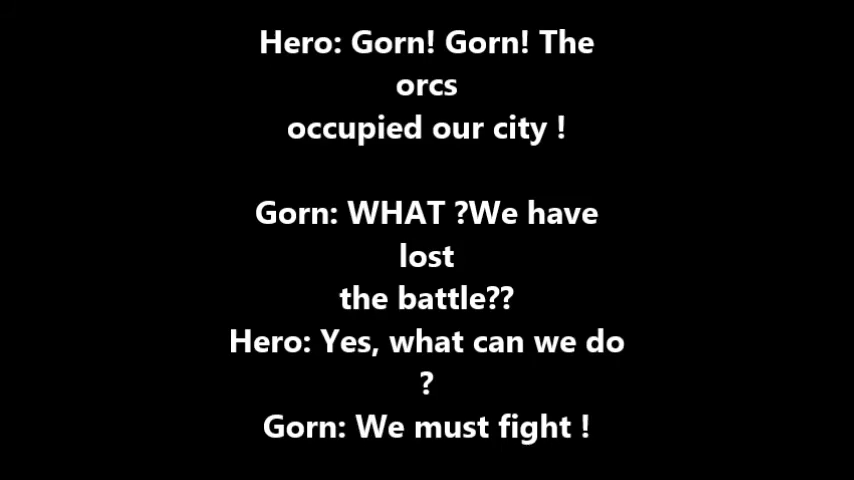 Hero: Gorn! Gorn! The
orcs
occupied our city !
Gorn: WHAT ?We have
lost
the battle??
Hero: Yes, what can we do
?
Gorn: We must fight !